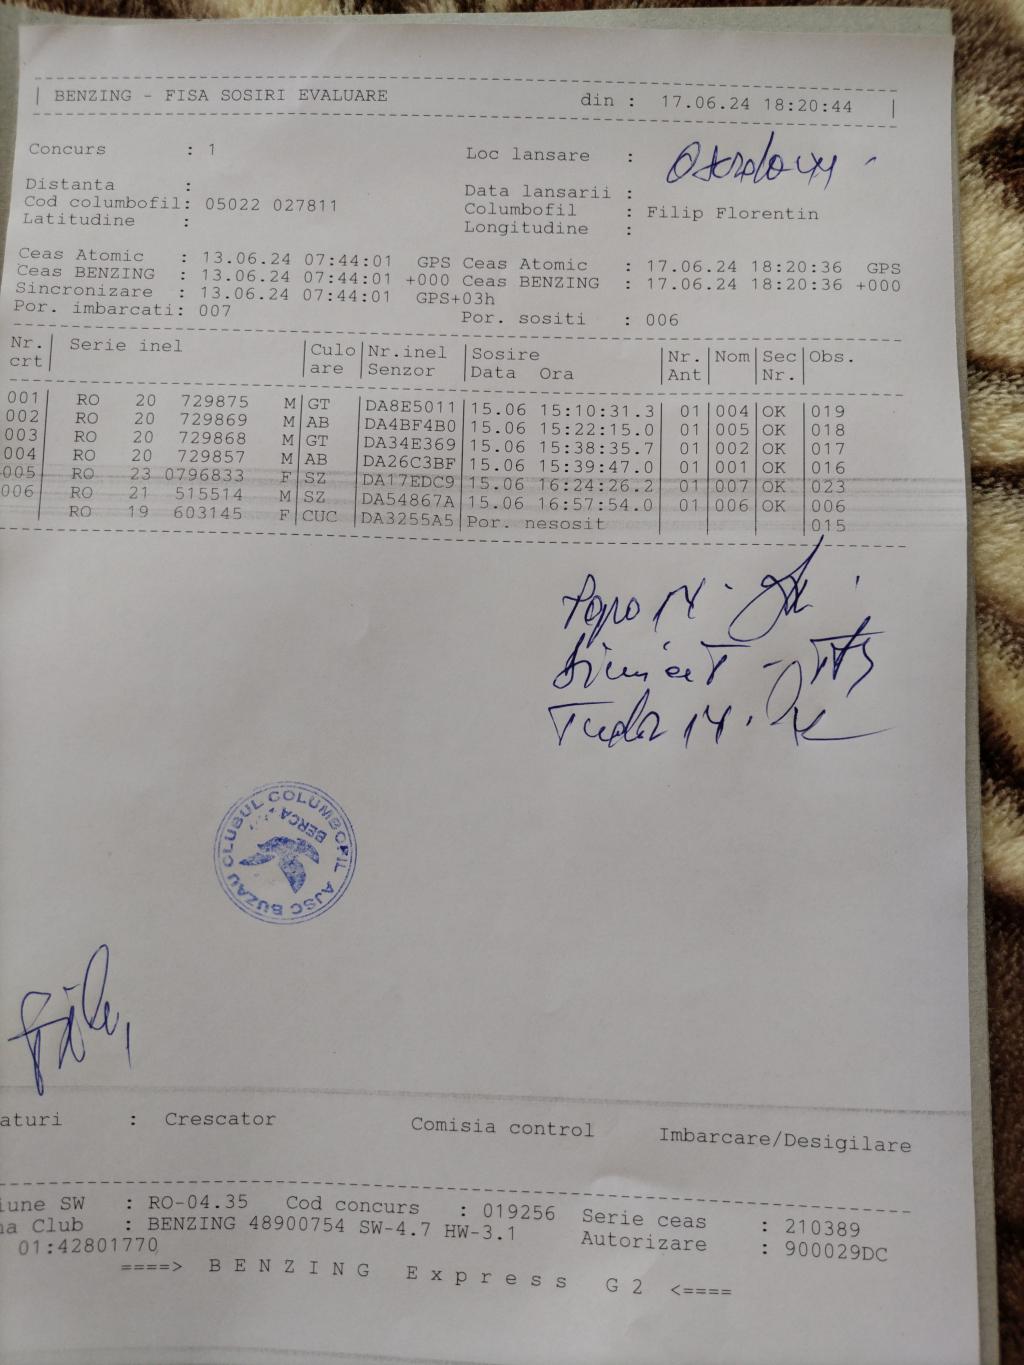 | BENZING - FISA SOSIRI EVALUARE din : 17.06.24 18:20:44 |
Concurs : 1 Loc lansare :
Distanta : Data lansarii :
Cod columbofil: 05022 027811 Columbofil : Filip Florentin
Latitudine : Longitudine :
Ceas Atomic : 13.06.24 07:44:01 GPS Ceas Atomic : 17.06.24 18:20:36 GPS
Ceas BENZING : 13.06.24 07:44:01 +000 Ceas BENZING : 17.06.24 18:20:36 +000
Sincronizare : 13.06.24 07:44:01 GPS+03h
Por. imbarcati: 007 Por. sositi : 006
Nr. | Serie inel | Culo | Nr.inel | Sosire | Nr. | Nom | Sec | Obs.
crt | | are | Senzor | Data Ora | Ant | | Nr. |
001 RO 20 729875 M | GT | DA8E5011 | 15.06 15:10:31.3 | 01 | 004 | OK | 019
002 RO 20 729869 M | AB | DA4BF4B0 | 15.06 15:22:15.0 | 01 | 005 | OK | 018
003 RO 20 729868 M | GT | DA34E369 | 15.06 15:38:35.7 | 01 | 002 | OK | 017
004 RO 20 729857 M | AB | DA26C3BF | 15.06 15:39:47.0 | 01 | 001 | OK | 016
005 RO 23 0796833 F | SZ | DA17EDC9 | 15.06 16:24:26.2 | 01 | 007 | OK | 023
006 RO 21 515514 M | SZ | DA54867A | 15.06 16:57:54.0 | 01 | 006 | OK | 006
RO 19 603145 F | CUC | DA3255A5 | Por. nesosit | | | | 015
CLUBUL COLUMBOFIL AJSC BUZAU
BERCA
aturi : Crescator Comisia control Imbarcare/Desigilare
iune SW : RO-04.35 Cod concurs : 019256 Serie ceas : 210389
a Club : BENZING 48900754 SW-4.7 HW-3.1 Autorizare : 900029DC
01:42801770
====> B E N Z I N G E x p r e s s G 2 <====